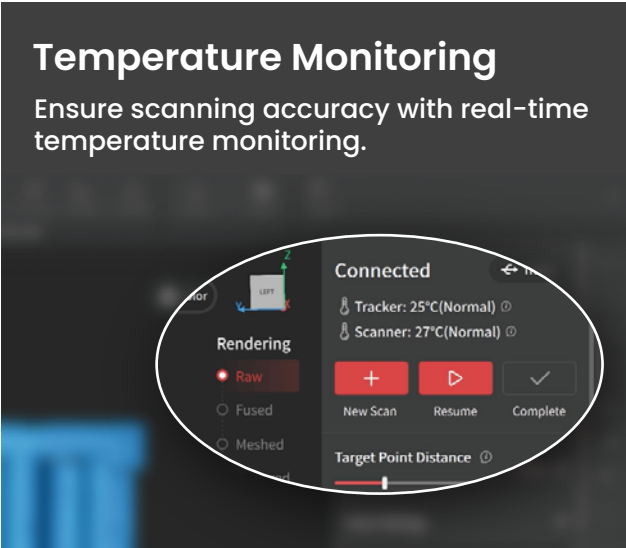 Temperature Monitoring
Ensure scanning accuracy with real-time
temperature monitoring.
Z
Connected
LEFT
Y
X
Tracker: 25°C(Normal)
Scanner: 27°C(Normal)
Rendering
Raw
Fused
Meshed
New Scan
Resume
Complete
Target Point Distance